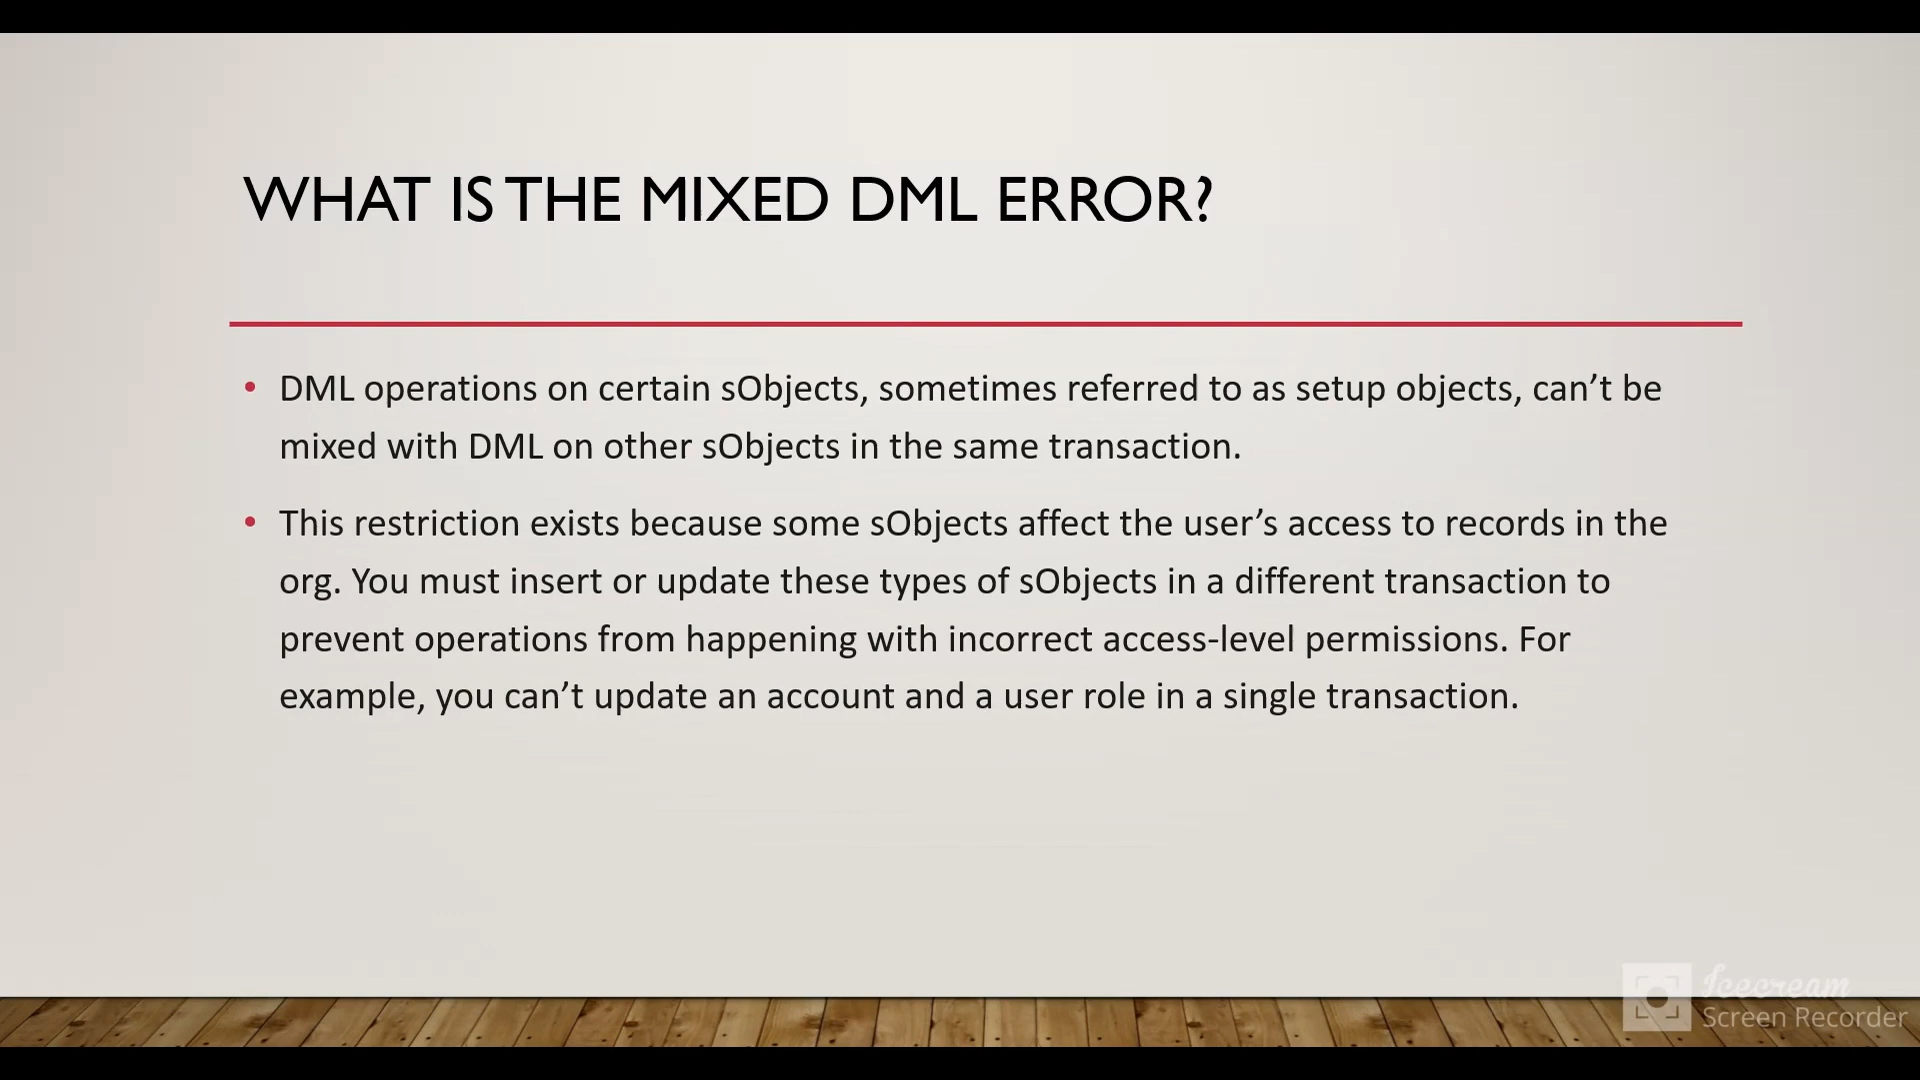 WHAT IS THE MIXED DML ERROR?
• DML operations on certain sObjects, sometimes referred to as setup objects, can’t be
mixed with DML on other sObjects in the same transaction.
• This restriction exists because some sObjects affect the user’s access to records in the
org. You must insert or update these types of sObjects in a different transaction to
prevent operations from happening with incorrect access-level permissions. For
example, you can’t update an account and a user role in a single transaction.
Icecream
Screen Recorder